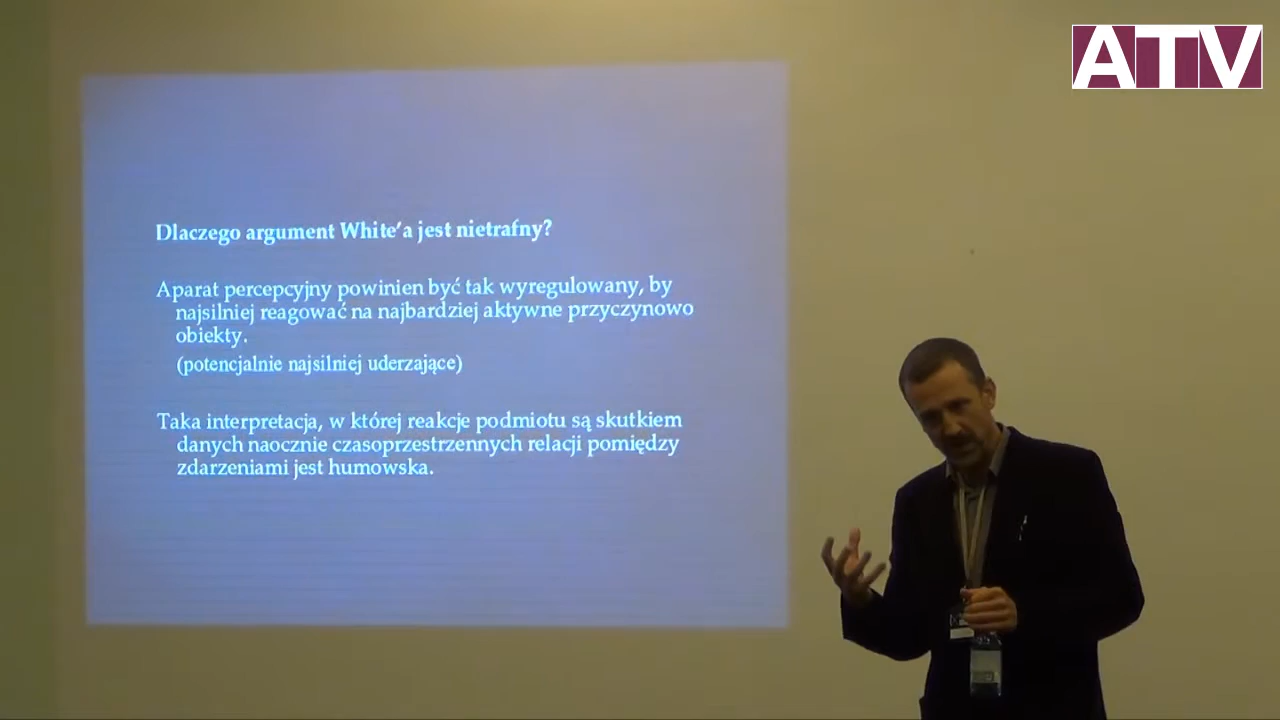 ATV
Dlaczego argument White'a jest nietrafny?
Aparat percepcyjny powinien być tak wyregulowany, by
najsilniej reagować na najbardziej aktywne przyczynowo
obiekty.
(potencjalnie najsilniej uderzające)
Taka interpretacja, w której reakcje podmiotu są skutkiem
danych naocznie czasoprzestrzennych relacji pomiędzy
zdarzeniami jest humowska.